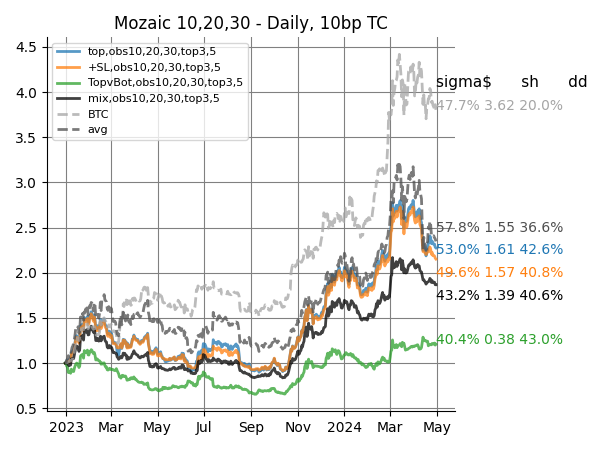 Mozaic 10,20,30 - Daily, 10bp TC
top,obs10,20,30,top3,5
+SL,obs10,20,30,top3,5
TopvBot,obs10,20,30,top3,5
mix,obs10,20,30,top3,5
BTC
avg
sigma$ sh dd
47.7% 3.62 20.0%
57.8% 1.55 36.6%
53.0% 1.61 42.6%
49.6% 1.57 40.8%
43.2% 1.39 40.6%
40.4% 0.38 43.0%
4.5
4.0
3.5
3.0
2.5
2.0
1.5
1.0
0.5
2023 Mar May Jul Sep Nov 2024 Mar May